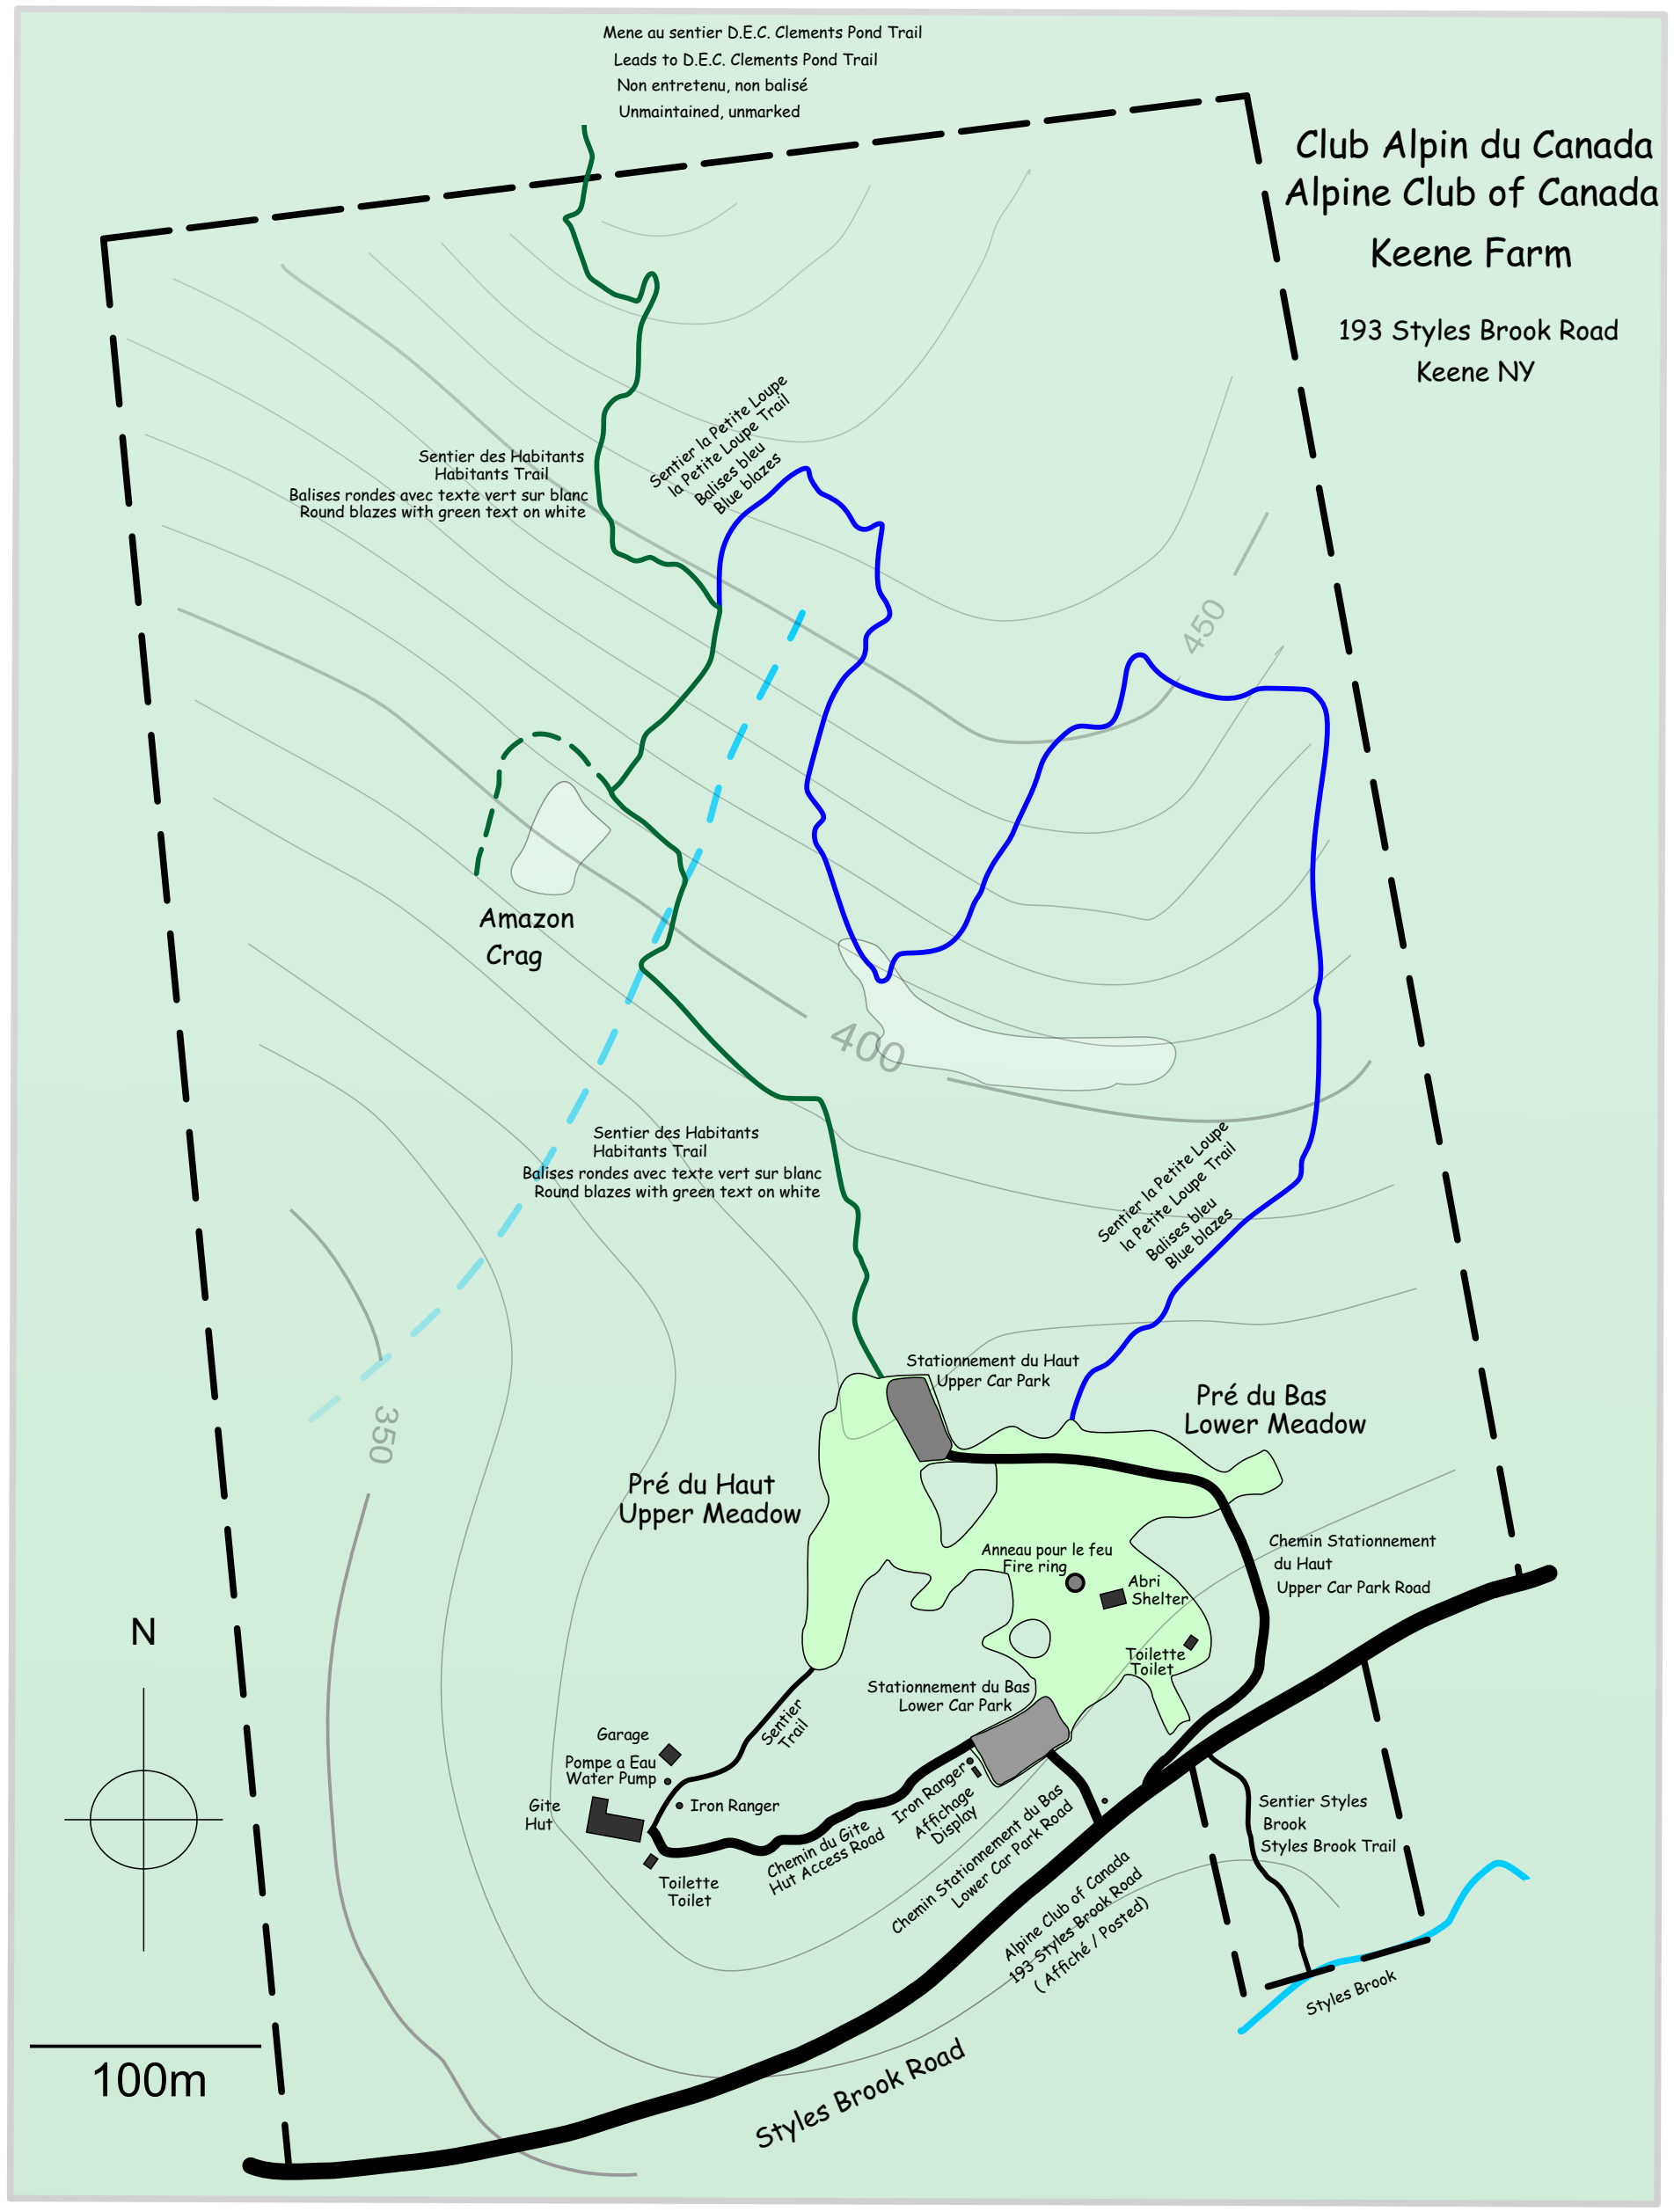 Mene au sentier D.E.C. Clements Pond Trail
Leads to D.E.C. Clements Pond Trail
Non entretenu, non balisé
Unmaintained, unmarked
Club Alpin du Canada
Alpine Club of Canada
Keene Farm
193 Styles Brook Road
Keene NY
Sentier la Petite Loupe
la Petite Loupe Trail
Balises bleu
Blue blazes
Sentier des Habitants
Habitants Trail
Balises rondes avec texte vert sur blanc
Round blazes with green text on white
450
Amazon
Crag
400
Sentier des Habitants
Habitants Trail
Balises rondes avec texte vert sur blanc
Round blazes with green text on white
Sentier la Petite Loupe
la Petite Loupe Trail
Balises bleu
Blue blazes
350
Stationnement du Haut
Upper Car Park
Pré du Bas
Lower Meadow
Pré du Haut
Upper Meadow
Anneau pour le feu
Fire ring
Abri
Shelter
Chemin Stationnement
du Haut
Upper Car Park Road
Toilette
Toilet
Stationnement du Bas
Lower Car Park
N
Sentier
Trail
Garage
Pompe a Eau
Water Pump
Iron Ranger
Gite
Hut
Toilette
Toilet
Chemin du Gite
Hut Access Road
Iron Ranger
Affichage
Display
Chemin Stationnement du Bas
Lower Car Park Road
Alpine Club of Canada
193 Styles Brook Road
( Affiché / Posted)
Sentier Styles
Brook
Styles Brook Trail
Styles Brook
Styles Brook Road
100m